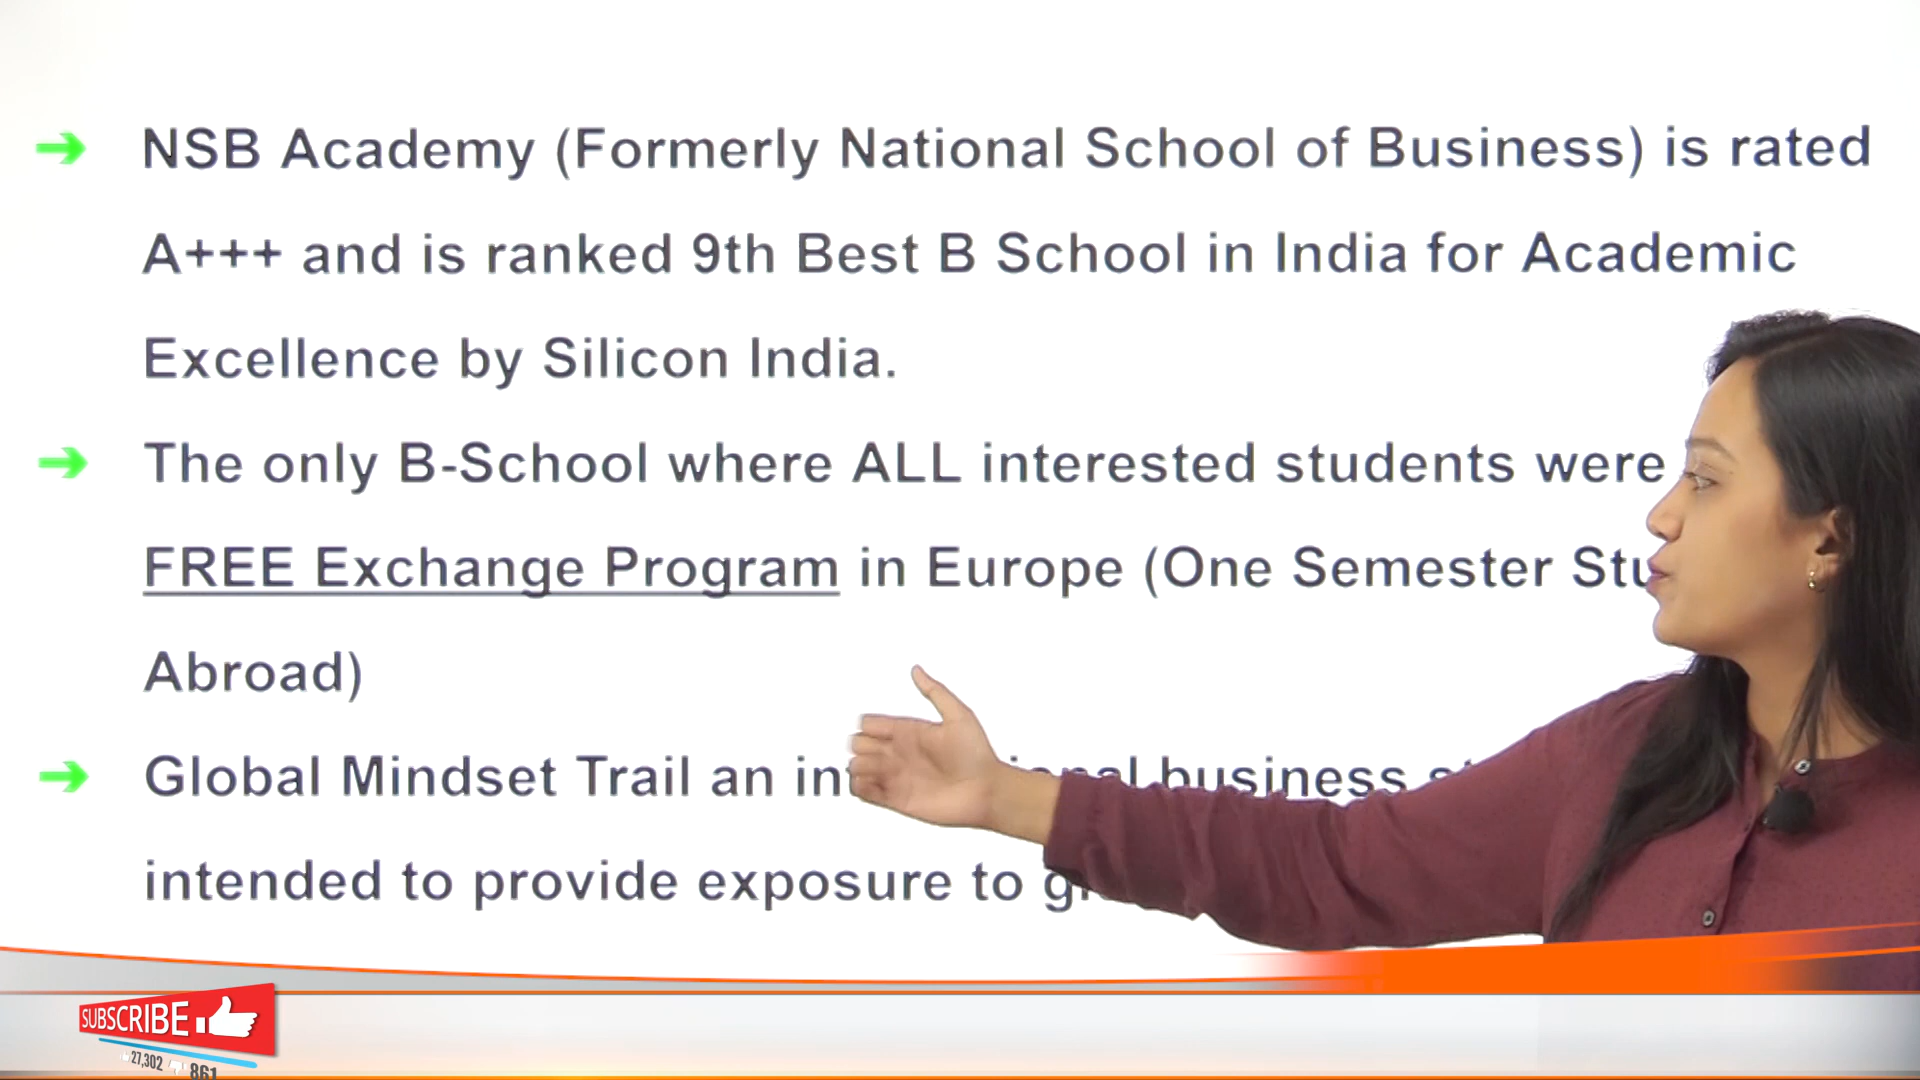 NSB Academy (Formerly National School of Business) is rated
A+++ and is ranked 9th Best B School in India for Academic
Excellence by Silicon India.
The only B-School where ALL interested students were
FREE Exchange Program in Europe (One Semester
Abroad)
Global Mindset Trail an business
intended to provide exposure to
SUBSCRIBE
27,302
861